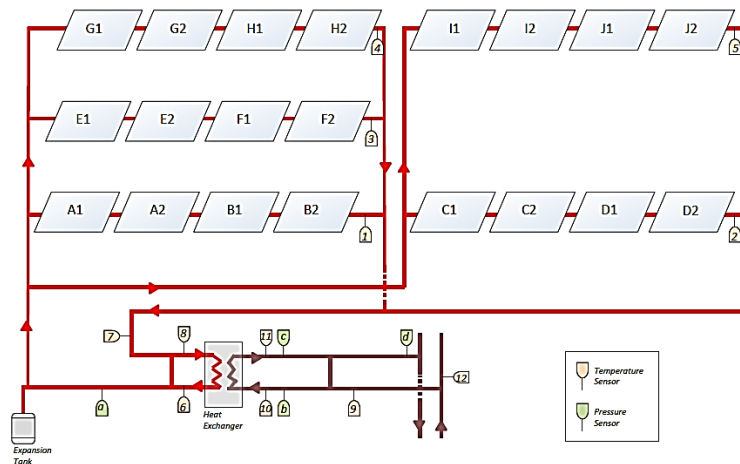 G1 G2 H1 H2 I1 I2 J1 J2
4 5
E1 E2 F1 F2
3
A1 A2 B1 B2 C1 C2 D1 D2
1 2
7 8 11 c d
12
a 6 10 b 9
Heat
Exchanger
Expansion
Tank
Temperature
Sensor
Pressure
Sensor